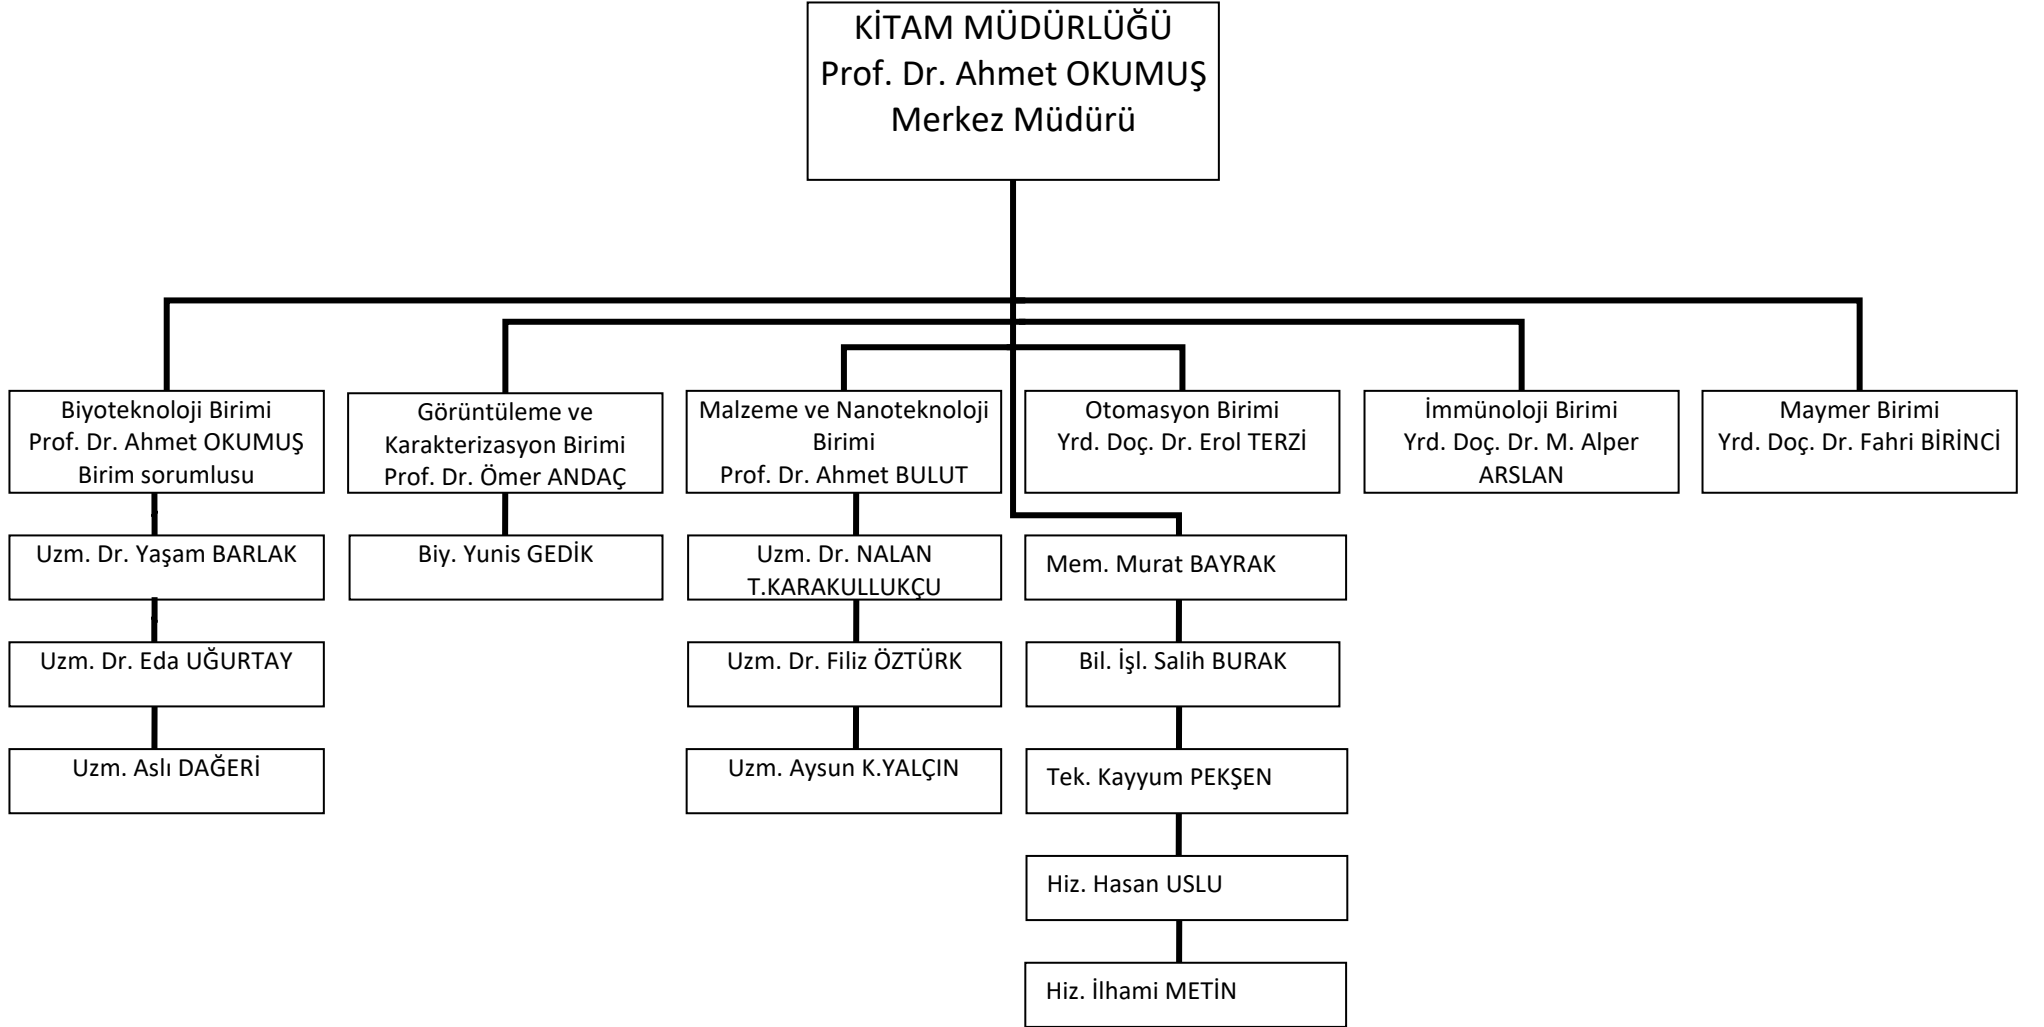 KİTAM MÜDÜRLÜĞÜ
Prof. Dr. Ahmet OKUMUŞ
Merkez Müdürü
Biyoteknoloji Birimi
Prof. Dr. Ahmet OKUMUŞ
Birim sorumlusu
Görüntüleme ve
Karakterizasyon Birimi
Prof. Dr. Ömer ANDAÇ
Malzeme ve Nanoteknoloji
Birimi
Prof. Dr. Ahmet BULUT
Otomasyon Birimi
Yrd. Doç. Dr. Erol TERZİ
İmmünoloji Birimi
Yrd. Doç. Dr. M. Alper
ARSLAN
Maymer Birimi
Yrd. Doç. Dr. Fahri BİRİNCİ
Uzm. Dr. Yaşam BARLAK
Biy. Yunis GEDİK
Uzm. Dr. NALAN
T.KARAKULLUKÇU
Mem. Murat BAYRAK
Uzm. Dr. Eda UĞURTAY
Uzm. Dr. Filiz ÖZTÜRK
Bil. İşl. Salih BURAK
Uzm. Aslı DAĞERİ
Uzm. Aysun K.YALÇIN
Tek. Kayyum PEKŞEN
Hiz. Hasan USLU
Hiz. İlhami METİN